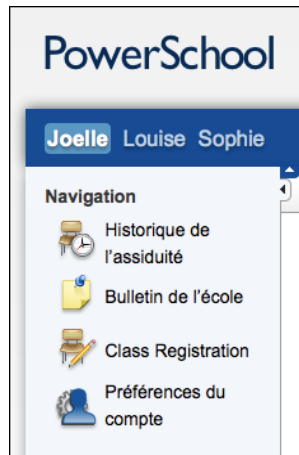 PowerSchool
Joelle Louise Sophie
Navigation
Historique de
l'assiduité
Bulletin de l'école
Class Registration
Préférences du
compte